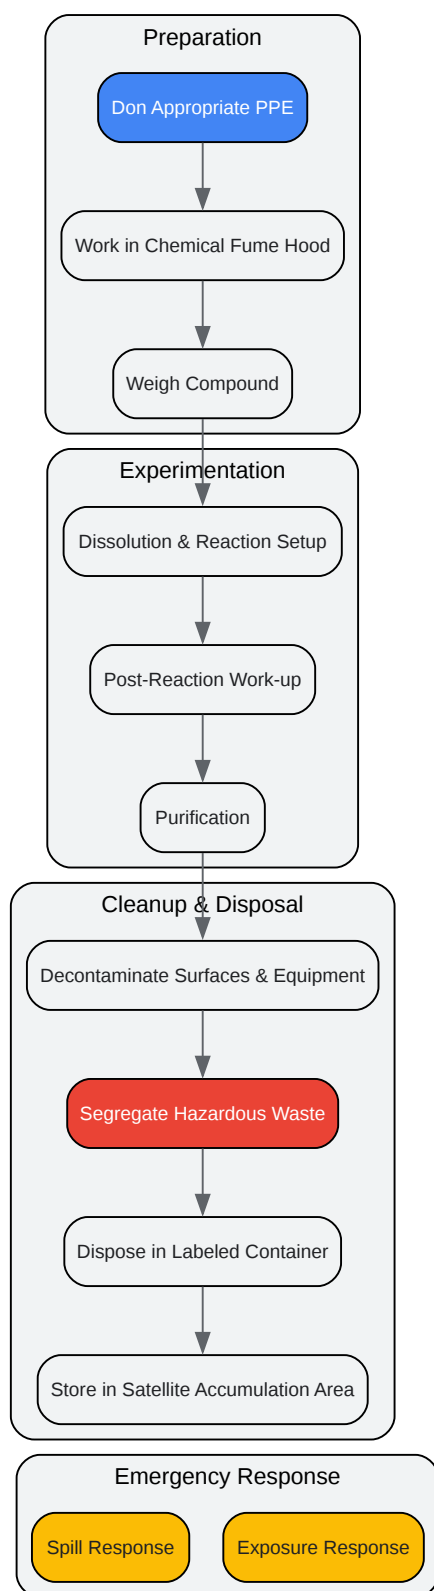 Preparation
Don Appropriate PPE
Work in Chemical Fume Hood
Weigh Compound
Experimentation
Dissolution & Reaction Setup
Post-Reaction Work-up
Purification
Cleanup & Disposal
Decontaminate Surfaces & Equipment
Segregate Hazardous Waste
Dispose in Labeled Container
Store in Satellite Accumulation Area
Emergency Response
Spill Response
Exposure Response